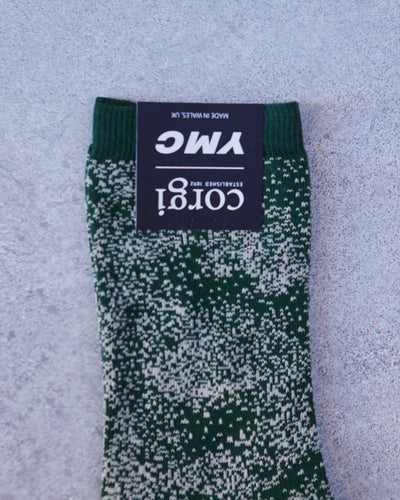 corgi
ESTABLISHED 1892
YMC
MADE IN WALES, UK